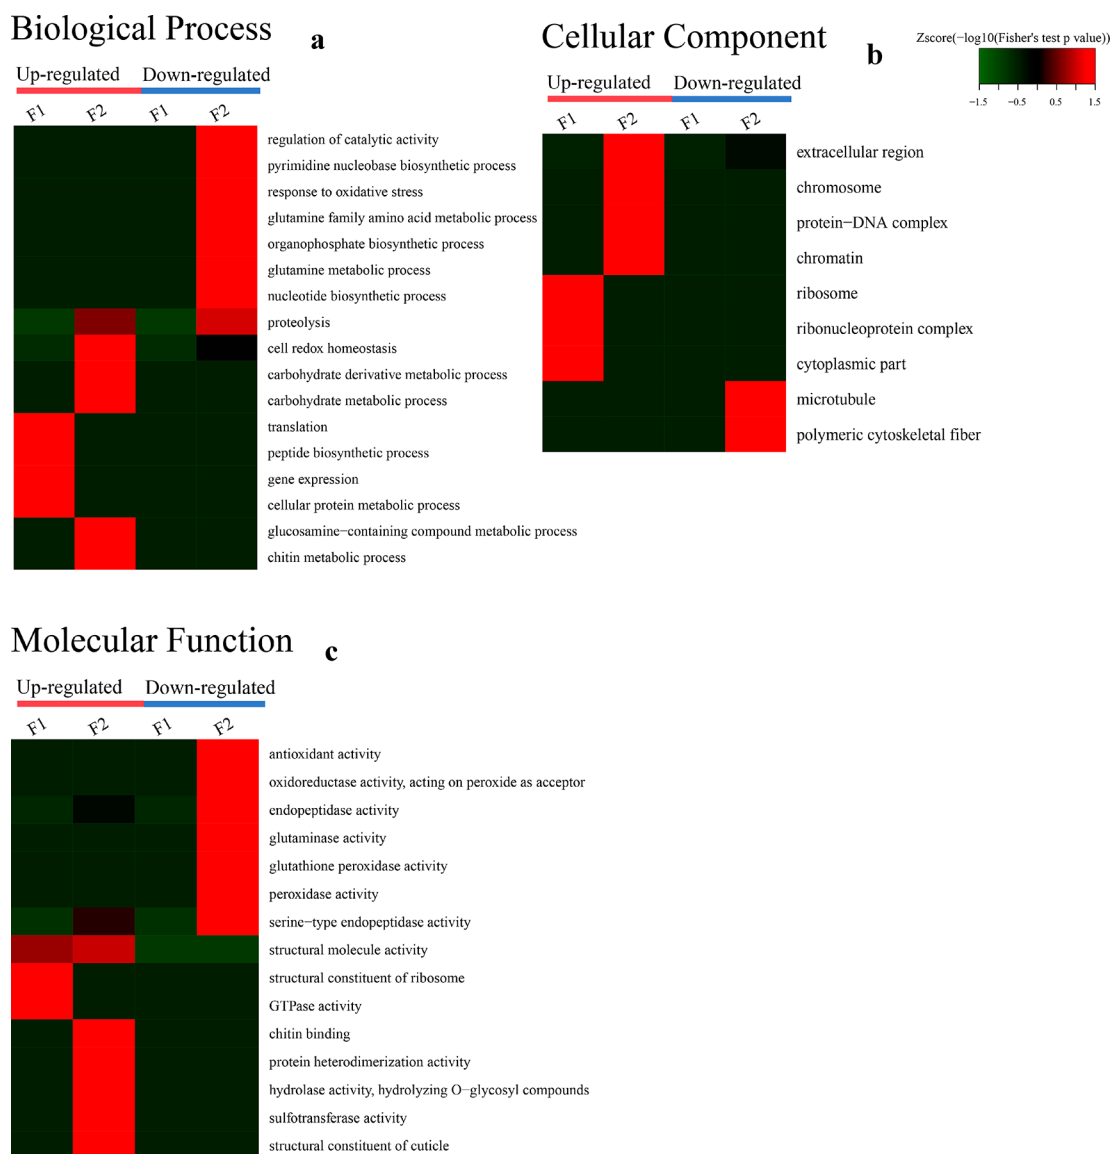 Biological Process
a
Up-regulated
Down-regulated
F1
F2
F1
F2
regulation of catalytic activity
pyrimidine nucleobase biosynthetic process
response to oxidative stress
glutamine family amino acid metabolic process
organophosphate biosynthetic process
glutamine metabolic process
nucleotide biosynthetic process
proteolysis
cell redox homeostasis
carbohydrate derivative metabolic process
carbohydrate metabolic process
translation
peptide biosynthetic process
gene expression
cellular protein metabolic process
glucosamine−containing compound metabolic process
chitin metabolic process
Cellular Component
b
Zscore(−log10(Fisher's test p value))
−1.5
−0.5
0.5
1.5
Up-regulated
Down-regulated
F1
F2
F1
F2
extracellular region
chromosome
protein−DNA complex
chromatin
ribosome
ribonucleoprotein complex
cytoplasmic part
microtubule
polymeric cytoskeletal fiber
Molecular Function
c
Up-regulated
Down-regulated
F1
F2
F1
F2
antioxidant activity
oxidoreductase activity, acting on peroxide as acceptor
endopeptidase activity
glutaminase activity
glutathione peroxidase activity
peroxidase activity
serine−type endopeptidase activity
structural molecule activity
structural constituent of ribosome
GTPase activity
chitin binding
protein heterodimerization activity
hydrolase activity, hydrolyzing O−glycosyl compounds
sulfotransferase activity
structural constituent of cuticle